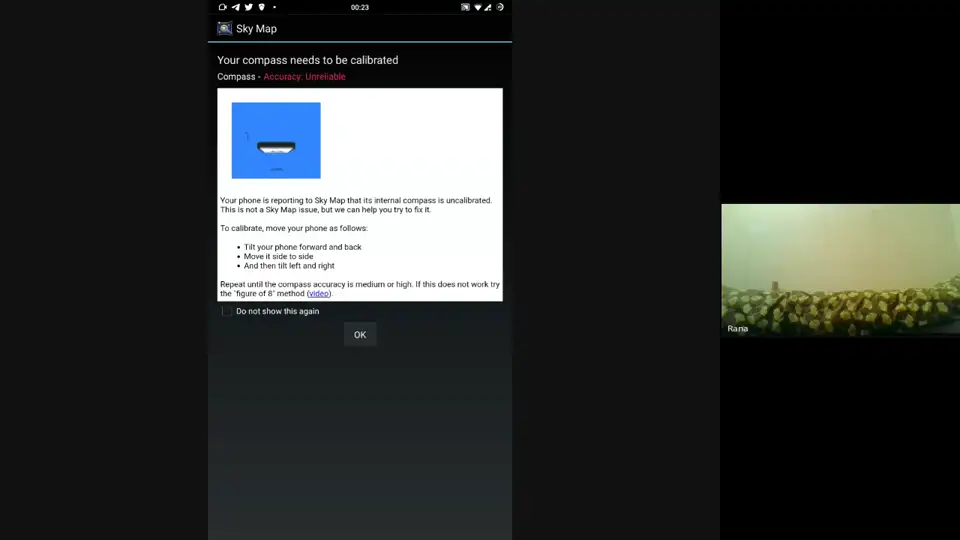 00:23
Sky Map
Your compass needs to be calibrated
Compass - Accuracy: Unreliable
Your phone is reporting to Sky Map that its internal compass is uncalibrated.
This is not a Sky Map issue, but we can help you try to fix it.
To calibrate, move your phone as follows:
• Tilt your phone forward and back
• Move it side to side
• And then tilt left and right
Repeat until the compass accuracy is medium or high. If this does not work try
the "figure of 8" method (video).
Do not show this again
OK
Rana